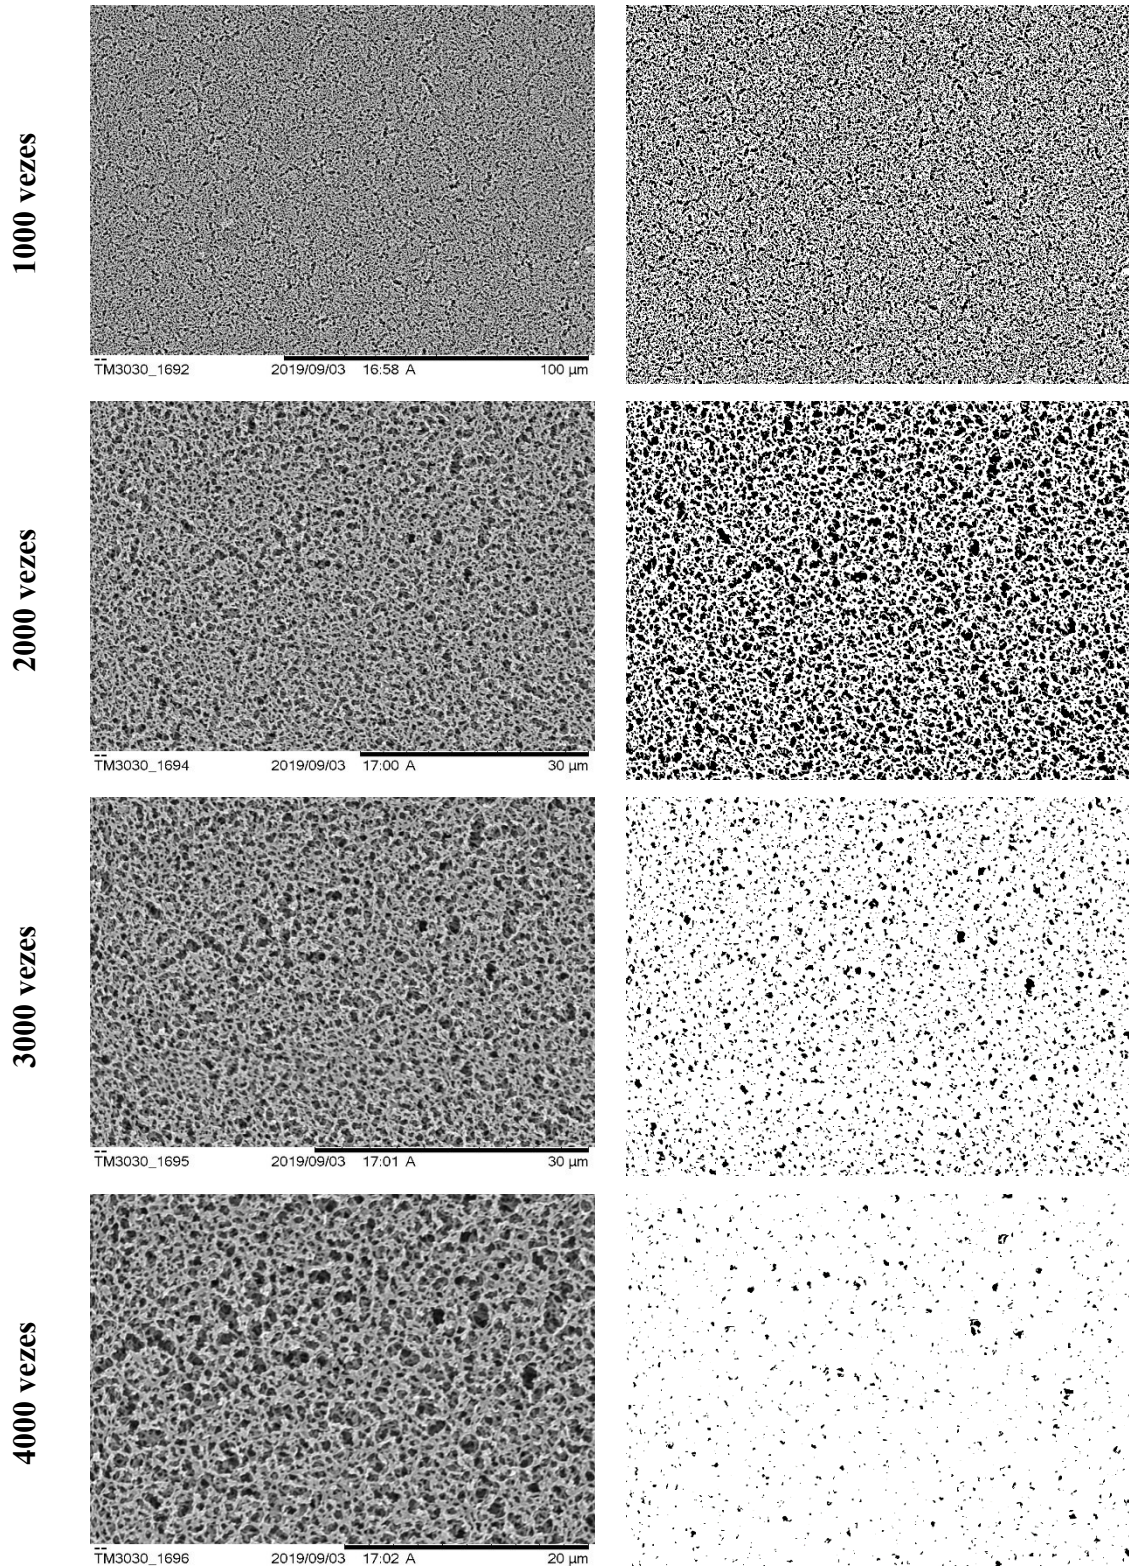 1000 vezes
TM3030_1692 2019/09/03 16:58 A 100 µm
2000 vezes
TM3030_1694 2019/09/03 17:00 A 30 µm
3000 vezes
TM3030_1695 2019/09/03 17:01 A 30 µm
4000 vezes
TM3030_1696 2019/09/03 17:02 A 20 µm